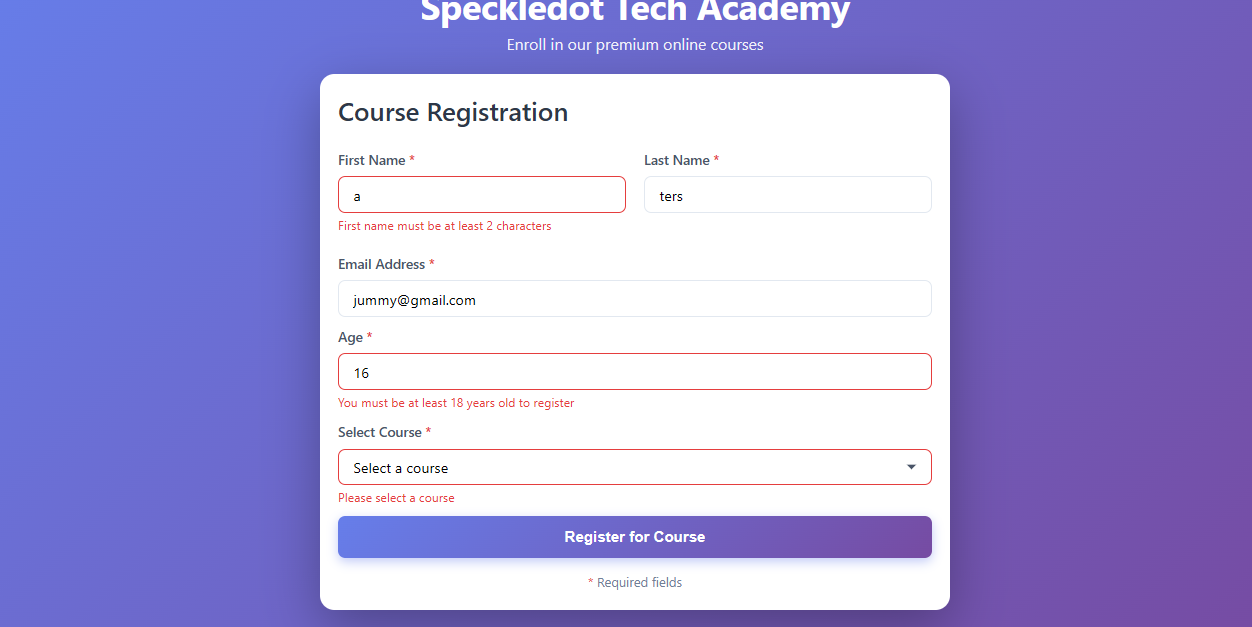 Speckledot Tech Academy
Enroll in our premium online courses
Course Registration
First Name * Last Name *
a ters
First name must be at least 2 characters
Email Address *
jummy@gmail.com
Age *
16
You must be at least 18 years old to register
Select Course *
Select a course
Please select a course
Register for Course
* Required fields